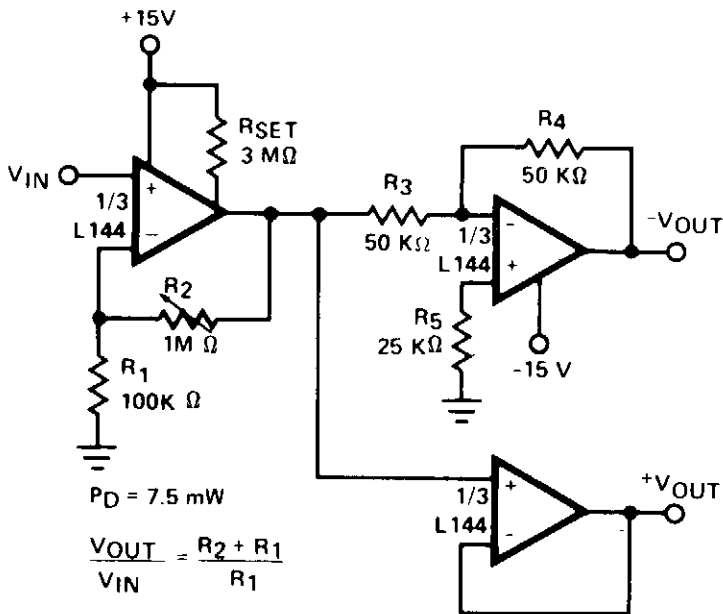 +15V
RSET
3 MΩ
VIN
+
1/3
L144
−
R2
1M Ω
R1
100K Ω
R3
50 KΩ
R4
50 KΩ
-
1/3
L144
+
−VOUT
R5
25 KΩ
-15 V
+
1/3
L144
-
+VOUT
PD = 7.5 mW
VOUT
VIN
= R2 + R1
R1